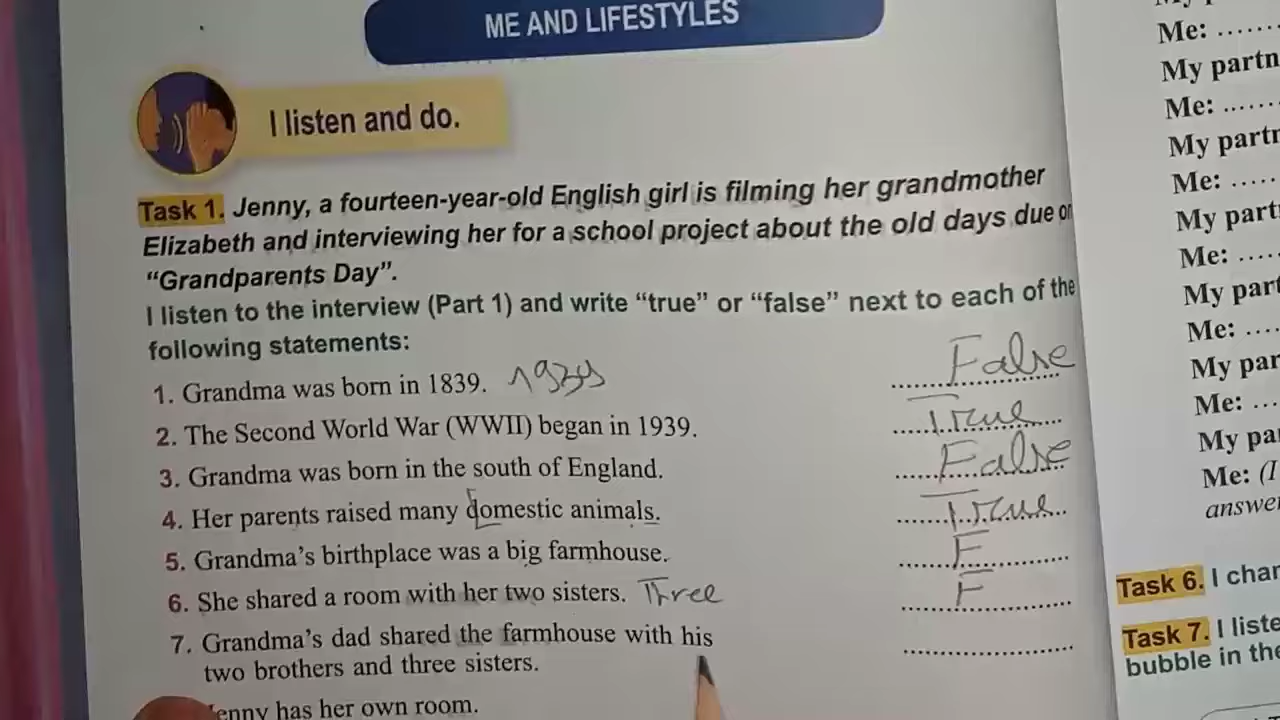 ME AND LIFESTYLES
I listen and do.
Task 1. Jenny, a fourteen-year-old English girl is filming her grandmother
Elizabeth and interviewing her for a school project about the old days due on
“Grandparents Day”.
I listen to the interview (Part 1) and write “true” or “false” next to each of the
following statements:
1. Grandma was born in 1839. 1939 False
2. The Second World War (WWII) began in 1939. True
3. Grandma was born in the south of England. False
4. Her parents raised many domestic animals. True
5. Grandma’s birthplace was a big farmhouse. F
6. She shared a room with her two sisters. Three F
7. Grandma’s dad shared the farmhouse with his
two brothers and three sisters.
Jenny has her own room.
Me: ......
My partn
Me: ......
My partr
Me: .....
My part
Me: ....
My part
Me: ....
My par
Me: ...
My pa
Me: (I
answe
Task 6. I char
Task 7. I liste
bubble in the